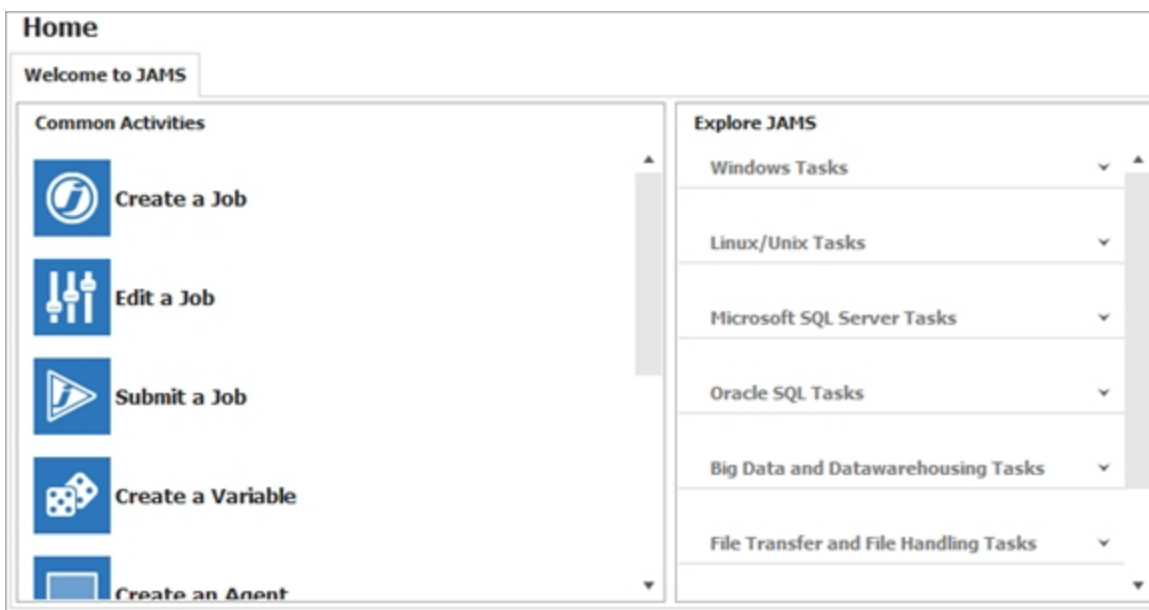 Home
Welcome to JAMS
Common Activities
Create a Job
Edit a Job
Submit a Job
Create a Variable
Create an Agent
Explore JAMS
Windows Tasks
Linux/Unix Tasks
Microsoft SQL Server Tasks
Oracle SQL Tasks
Big Data and Datawarehousing Tasks
File Transfer and File Handling Tasks